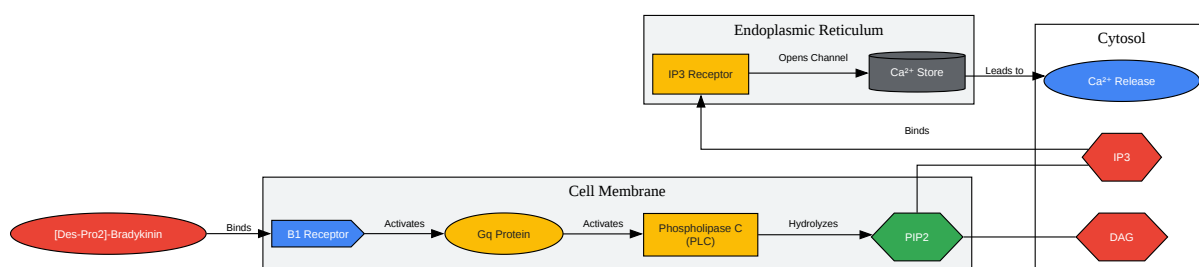 Endoplasmic Reticulum
Cytosol
IP3 Receptor
Opens Channel
Ca²⁺ Store
Leads to
Ca²⁺ Release
Binds
IP3
Cell Membrane
[Des-Pro2]-Bradykinin
Binds
B1 Receptor
Activates
Gq Protein
Activates
Phospholipase C
(PLC)
Hydrolyzes
PIP2
DAG